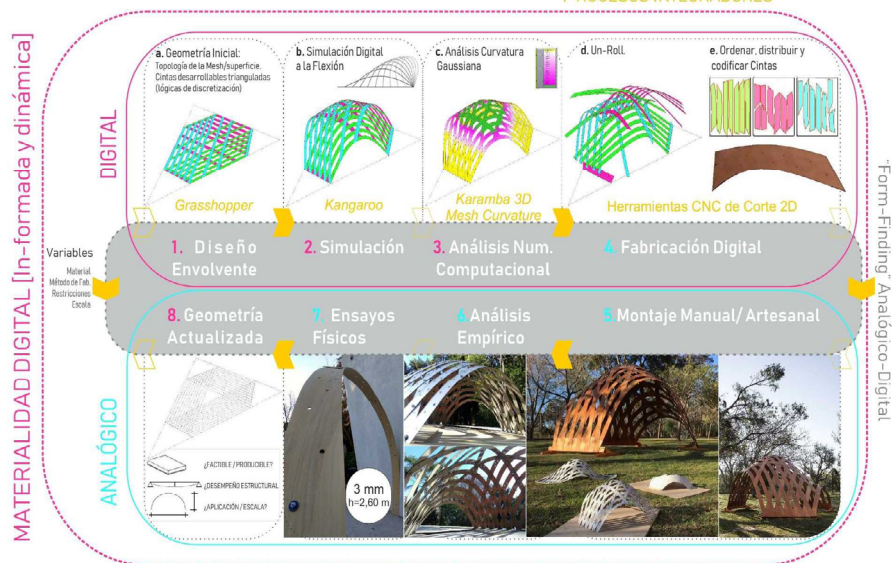 PROCESOS INTEGRADORES
MATERIALIDAD DIGITAL [In-formada y dinámica]
DIGITAL
a. Geometría Inicial:
Topología de la Mesh/superficie.
Cintas desarrollables trianguladas
(lógicas de discretización)
b. Simulación Digital
a la Flexión
c. Análisis Curvatura
Gaussiana
d. Un-Roll.
e. Ordenar, distribuir y
codificar Cintas
Grasshopper
Kangaroo
Karamba 3D
Mesh Curvature
Herramientas CNC de Corte 2D
Variables
Material
Método de Fab.
Restricciones
Escala
1. Diseño
Envolvente
2. Simulación
3. Análisis Num.
Computacional
4. Fabricación Digital
8. Geometría
Actualizada
7. Ensayos
Físicos
6. Análisis
Empírico
5. Montaje Manual/ Artesanal
"Form-Finding" Analógico-Digital
ANALÓGICO
¿FACTIBLE / PRODUCIBLE?
¿DESEMPEÑO ESTRUCTURAL
¿APLICACIÓN / ESCALA?
3 mm
h=2,60 m